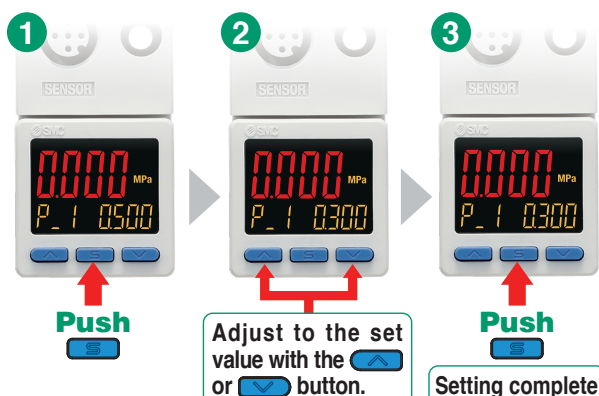 1
SENSOR
SMC
0.000 MPa
P_1 0.500
S
Push
S
2
SENSOR
SMC
0.000 MPa
P_1 0.300
S
Adjust to the set
value with the
or button.
3
SENSOR
SMC
0.000 MPa
P_1 0.300
S
Push
S
Setting complete